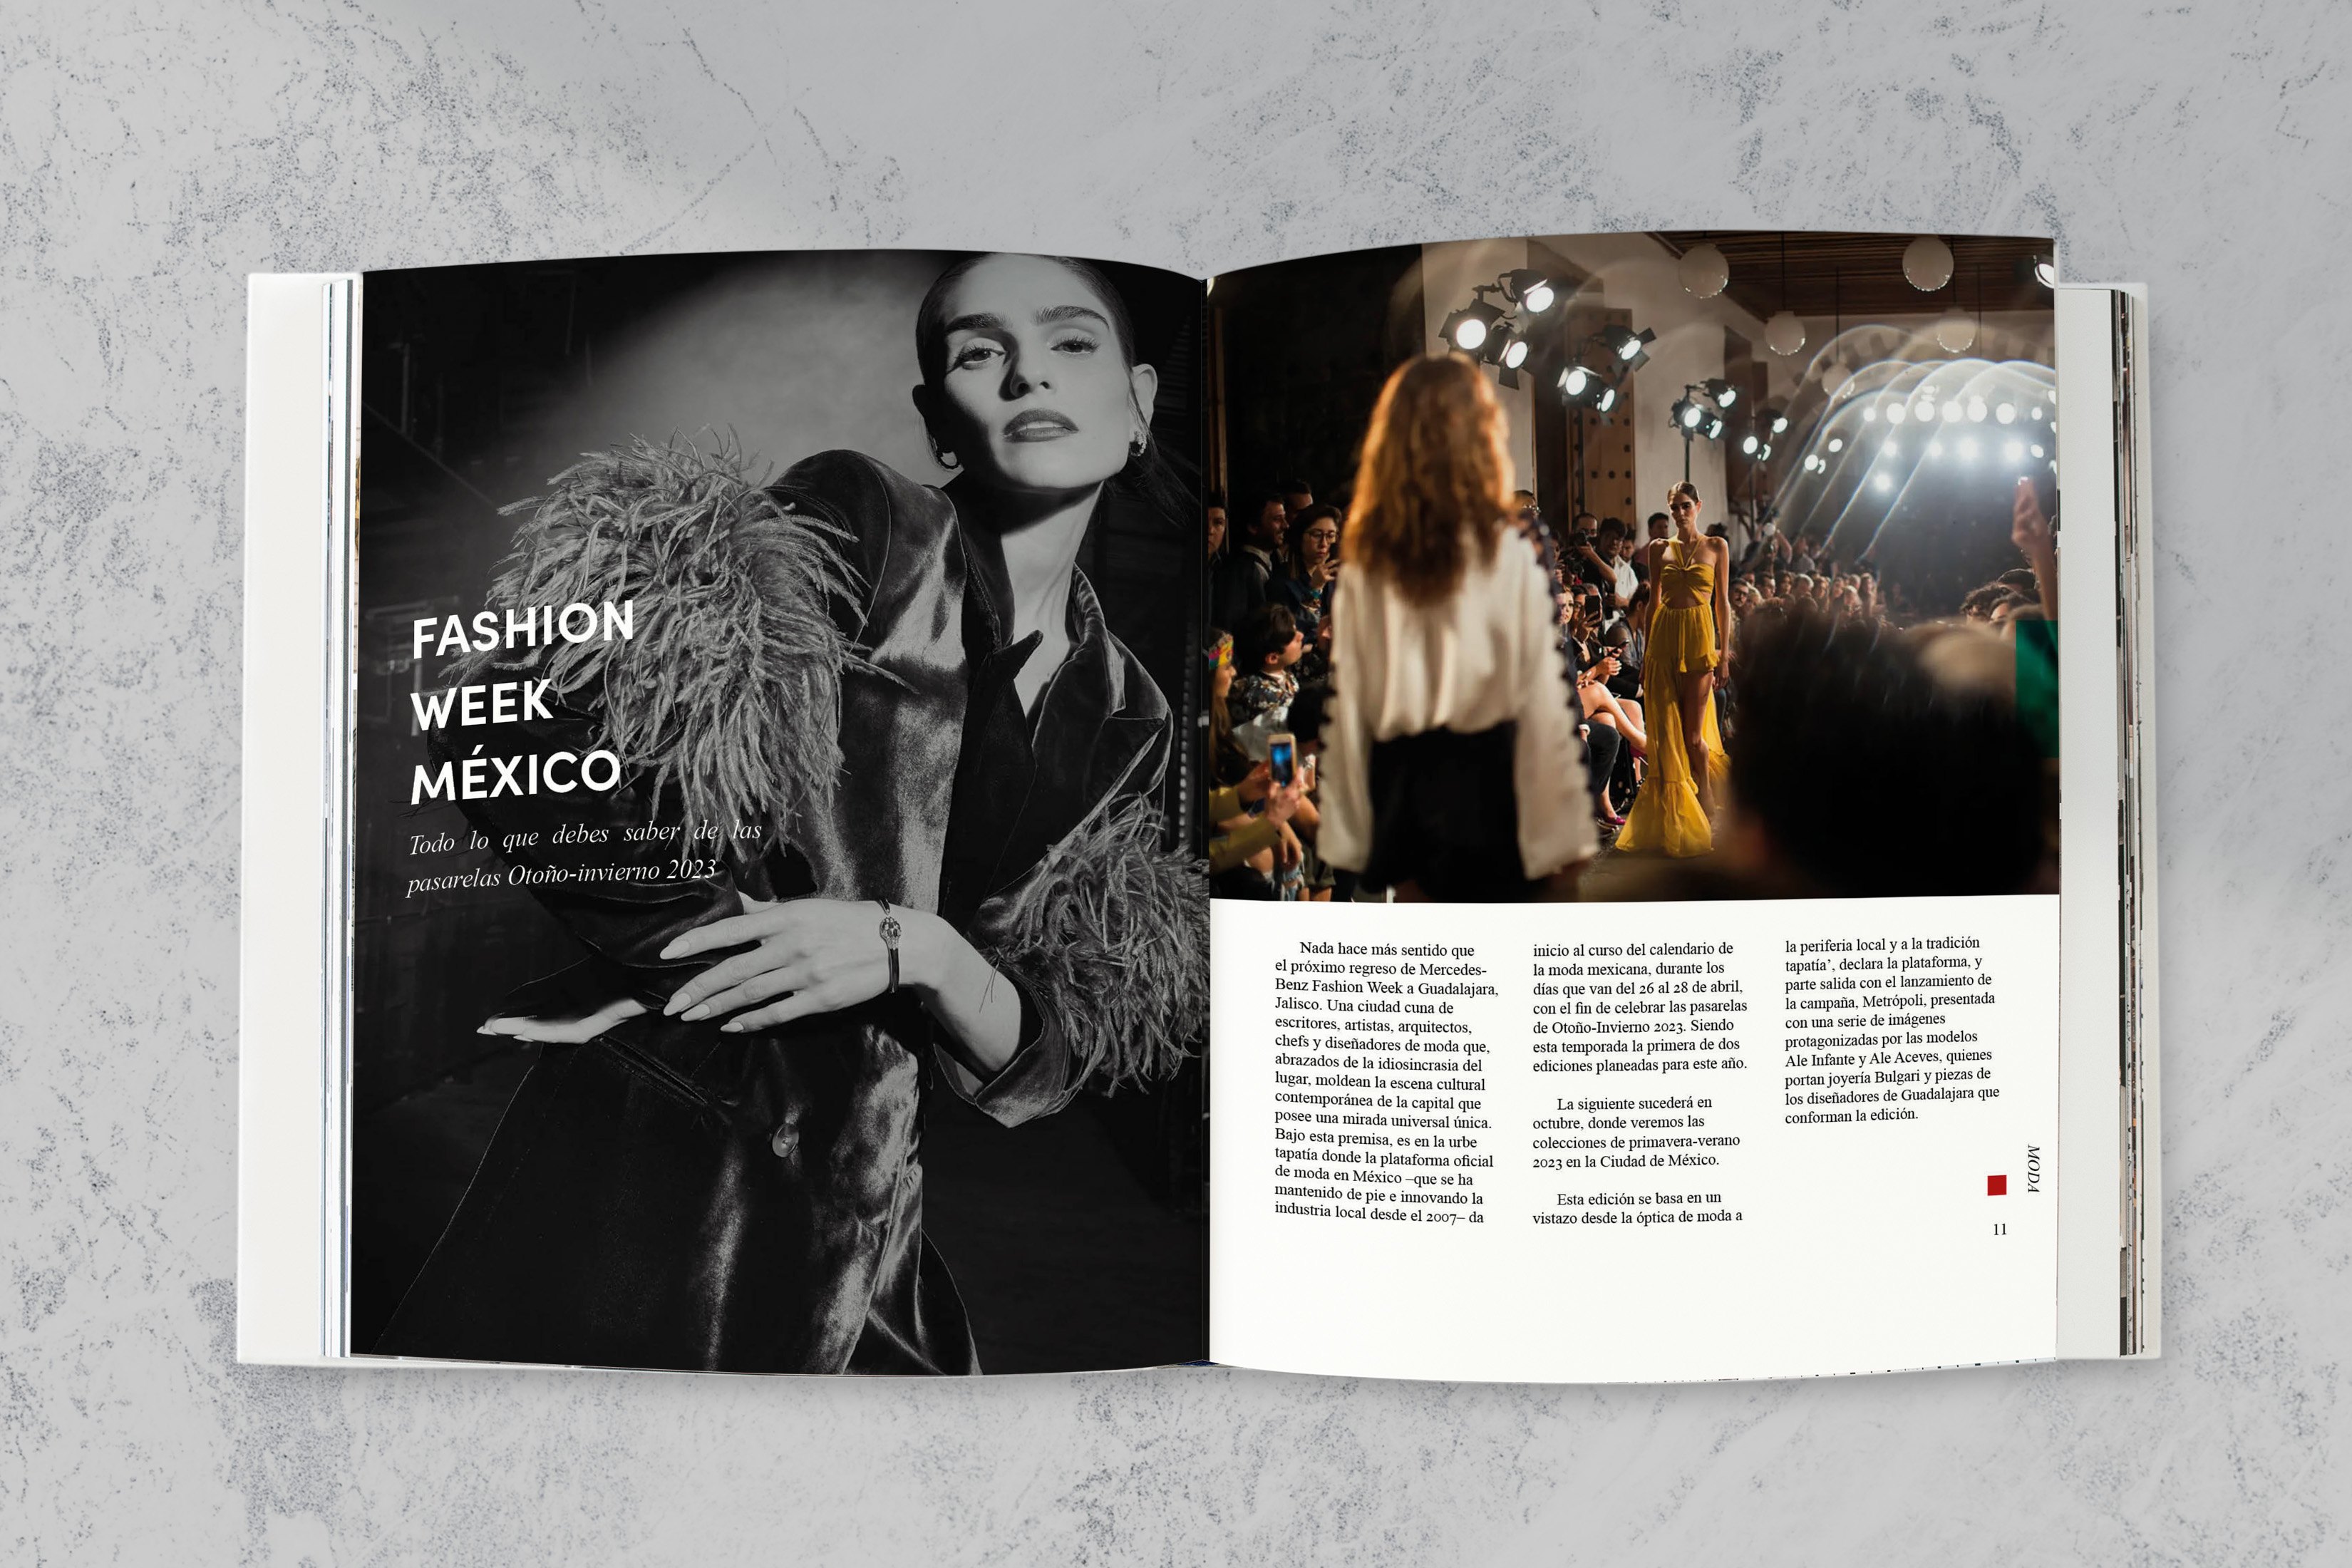 FASHION
WEEK
MÉXICO
Todo lo que debes saber de las
pasarelas Otoño-invierno 2023
Nada hace más sentido que
el próximo regreso de Mercedes-
Benz Fashion Week a Guadalajara,
Jalisco. Una ciudad cuna de
escritores, artistas, arquitectos,
chefs y diseñadores de moda que,
abrazados de la idiosincrasia del
lugar, moldean la escena cultural
contemporánea de la capital que
posee una mirada universal única.
Bajo esta premisa, es en la urbe
tapatía donde la plataforma oficial
de moda en México –que se ha
mantenido de pie e innovando la
industria local desde el 2007– da
inicio al curso del calendario de
la moda mexicana, durante los
días que van del 26 al 28 de abril,
con el fin de celebrar las pasarelas
de Otoño-Invierno 2023. Siendo
esta temporada la primera de dos
ediciones planeadas para este año.
La siguiente sucederá en
octubre, donde veremos las
colecciones de primavera-verano
2023 en la Ciudad de México.
Esta edición se basa en un
vistazo desde la óptica de moda a
la periferia local y a la tradición
tapatía’, declara la plataforma, y
parte salida con el lanzamiento de
la campaña, Metrópoli, presentada
con una serie de imágenes
protagonizadas por las modelos
Ale Infante y Ale Aceves, quienes
portan joyería Bulgari y piezas de
los diseñadores de Guadalajara que
conforman la edición.
MODA
11